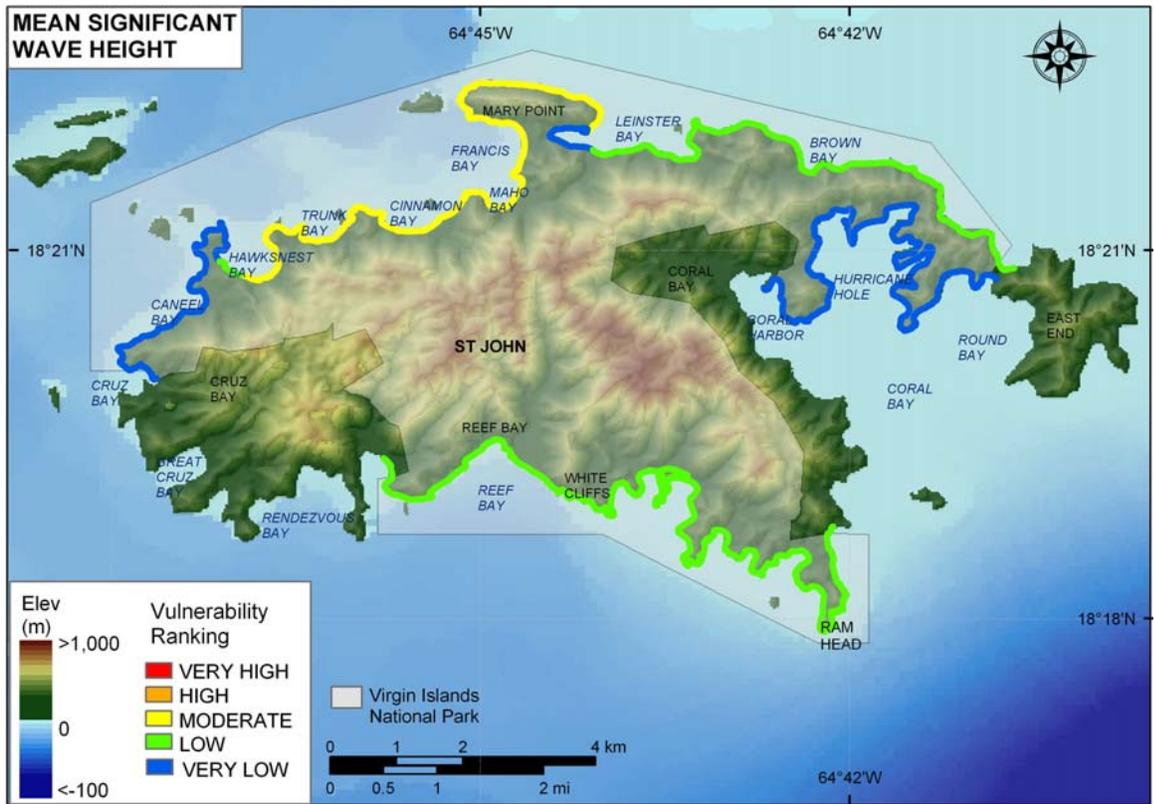 MEAN SIGNIFICANT
WAVE HEIGHT
64°45'W
64°42'W
MARY POINT
LEINSTER
BAY
BROWN
BAY
FRANCIS
BAY
MAHO
BAY
CINNAMON
BAY
TRUNK
BAY
18°21'N
HAWKSNEST
BAY
18°21'N
CORAL
BAY
HURRICANE
HOLE
CANEEL
BAY
CORAL
HARBOR
EAST
END
ROUND
BAY
ST JOHN
CRUZ
BAY
CRUZ
BAY
CORAL
BAY
REEF BAY
GREAT
CRUZ
BAY
WHITE
CLIFFS
REEF
BAY
RENDEZVOUS
BAY
RAM
HEAD
18°18'N
Elev
(m)
>1,000
0
<-100
Vulnerability
Ranking
VERY HIGH
HIGH
MODERATE
LOW
VERY LOW
Virgin Islands
National Park
0 1 2 4 km
0 0.5 1 2 mi
64°42'W